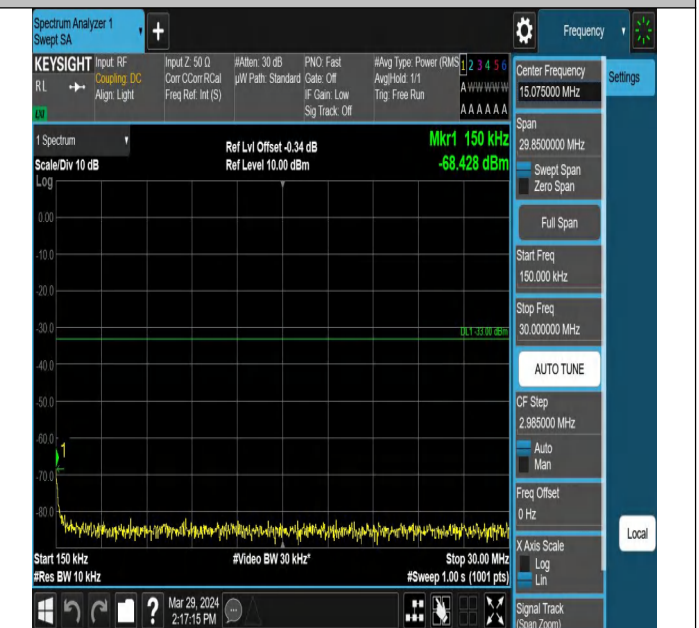 Spectrum Analyzer 1
Swept SA
+
Frequency
KEYSIGHT
RL
LXI
Input: RF
Coupling: DC
Align: Light
Input Z: 50 Ω
Corr CCorr RCal
Freq Ref: Int (S)
#Atten: 30 dB
µW Path: Standard
PNO: Fast
Gate: Off
IF Gain: Low
Sig Track: Off
#Avg Type: Power (RMS
Avg|Hold: 1/1
Trig: Free Run
1 2 3 4 5 6
A W W W W W
A A A A A A
1 Spectrum
Scale/Div 10 dB
Log
Ref Lvl Offset -0.34 dB
Ref Level 10.00 dBm
Mkr1 150 kHz
-68.428 dBm
0.00
-10.0
-20.0
-30.0
DL1 -33.00 dBm
-40.0
-50.0
-60.0
1
-70.0
-80.0
Start 150 kHz
#Video BW 30 kHz*
Stop 30.00 MHz
#Res BW 10 kHz
#Sweep 1.00 s (1001 pts)
Center Frequency
15.075000 MHz
Settings
Span
29.8500000 MHz
Swept Span
Zero Span
Full Span
Start Freq
150.000 kHz
Stop Freq
30.000000 MHz
AUTO TUNE
CF Step
2.985000 MHz
Auto
Man
Freq Offset
0 Hz
X Axis Scale
Log
Lin
Local
Signal Track
(Span Zoom)
?
Mar 29, 2024
2:17:15 PM